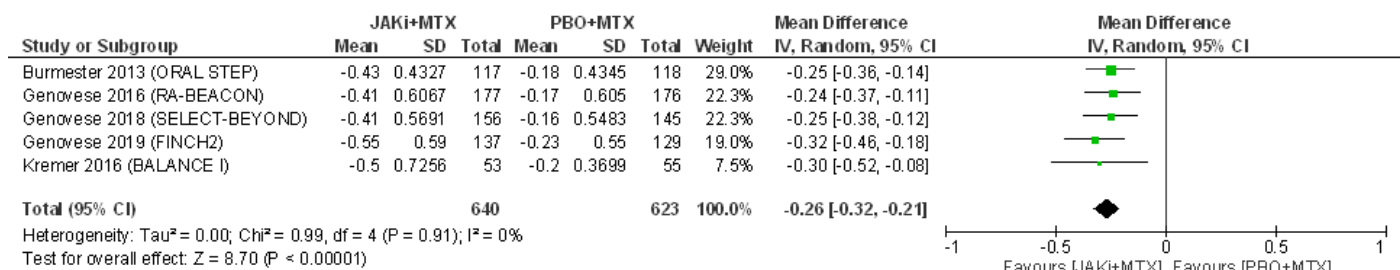 JAKi+MTX PBO+MTX Mean Difference Mean Difference
Study or Subgroup Mean SD Total Mean SD Total Weight IV, Random, 95% CI IV, Random, 95% CI
Burmester 2013 (ORAL STEP) -0.43 0.4327 117 -0.18 0.4345 118 29.0% -0.25 [-0.36, -0.14]
Genovese 2016 (RA-BEACON) -0.41 0.6067 177 -0.17 0.605 176 22.3% -0.24 [-0.37, -0.11]
Genovese 2018 (SELECT-BEYOND) -0.41 0.5691 156 -0.16 0.5483 145 22.3% -0.25 [-0.38, -0.12]
Genovese 2019 (FINCH2) -0.55 0.59 137 -0.23 0.55 129 19.0% -0.32 [-0.46, -0.18]
Kremer 2016 (BALANCE I) -0.5 0.7256 53 -0.2 0.3699 55 7.5% -0.30 [-0.52, -0.08]
Total (95% CI) 640 623 100.0% -0.26 [-0.32, -0.21]
Heterogeneity: Tau² = 0.00; Chi² = 0.99, df = 4 (P = 0.91); I² = 0%
Test for overall effect: Z = 8.70 (P < 0.00001)
-1 -0.5 0 0.5 1
Favours [JAKi+MTX] Favours [PBO+MTX]